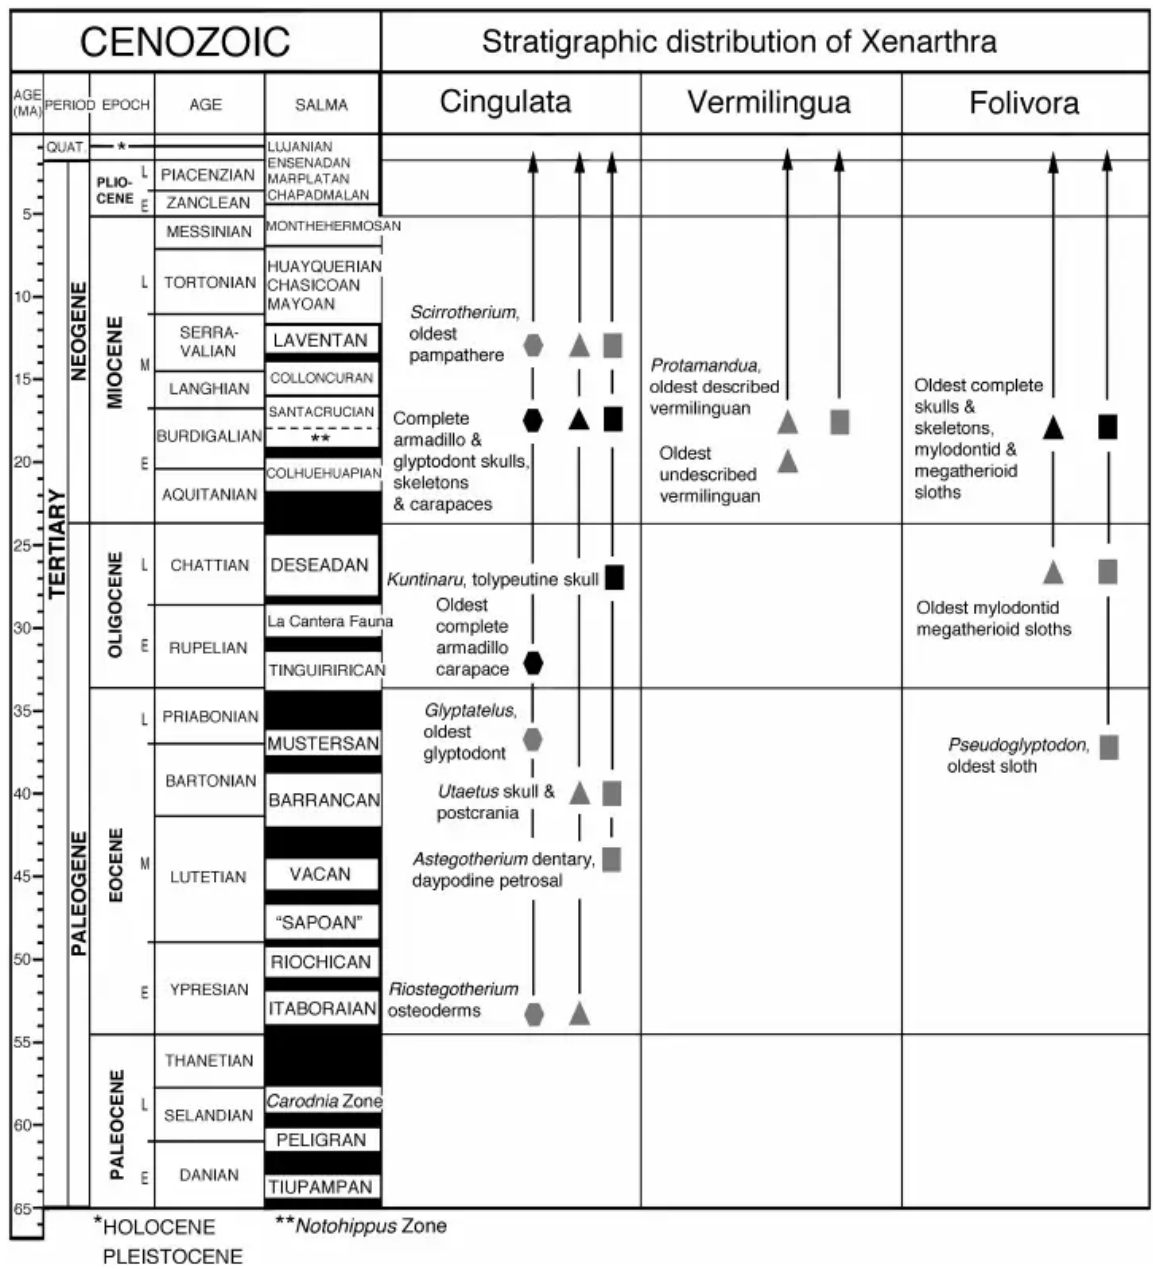 CENOZOIC
Stratigraphic distribution of Xenarthra
AGE (MA)
PERIOD
EPOCH
AGE
SALMA
Cingulata
Vermilingua
Folivora
QUAT.
*
LUJANIAN
ENSENADAN
MARPLATAN
CHAPADMALAN
PLIO-
CENE
L
E
PIACENZIAN
ZANCLEAN
5
MESSINIAN
MONTHEHERMOSAN
TERTIARY
NEOGENE
MIOCENE
L
M
E
TORTONIAN
HUAYQUERIAN
CHASICOAN
MAYOAN
10
SERRA-
VALIAN
LAVENTAN
15
LANGHIAN
COLLONCURAN
SANTACRUCIAN
BURDIGALIAN
**
20
COLHUEHUAPIAN
AQUITANIAN
Scirrotherium,
oldest
pampathere
Complete
armadillo &
glyptodont skulls,
skeletons
& carapaces
Protamandua,
oldest described
vermilinguan
Oldest
undescribed
vermilinguan
Oldest complete
skulls &
skeletons,
mylodontid &
megatherioid
sloths
25
PALEOGENE
OLIGOCENE
L
E
CHATTIAN
DESEADAN
La Cantera Fauna
30
RUPELIAN
TINGUIRIRICAN
Kuntinaru, tolypeutine skull
Oldest
complete
armadillo
carapace
Oldest mylodontid
megatherioid sloths
35
EOCENE
L
M
E
PRIABONIAN
MUSTERSAN
BARTONIAN
40
BARRANCAN
LUTETIAN
45
VACAN
“SAPOAN”
50
RIOCHICAN
YPRESIAN
ITABORAIAN
Glyptatelus,
oldest
glyptodont
Utaetus skull &
postcrania
Astegotherium dentary,
daypodine petrosal
Riostegotherium
osteoderms
Pseudoglyptodon,
oldest sloth
55
PALEOCENE
L
E
THANETIAN
Carodnia Zone
SELANDIAN
60
PELIGRAN
DANIAN
TIUPAMPAN
65
*HOLOCENE
PLEISTOCENE
**Notohippus Zone